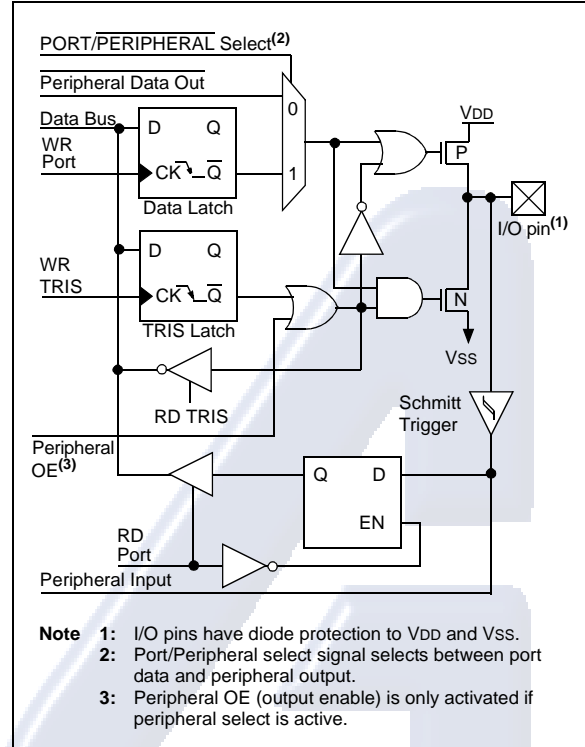 PORT/PERIPHERAL Select(2)
Peripheral Data Out
Data Bus
WR
Port
D Q
CK Q
Data Latch
0
1
VDD
P
I/O pin(1)
WR
TRIS
D Q
CK Q
TRIS Latch
N
VSS
RD TRIS
Schmitt
Trigger
Peripheral
OE(3)
Q D
EN
RD
Port
Peripheral Input
Note 1: I/O pins have diode protection to VDD and VSS.
2: Port/Peripheral select signal selects between port
data and peripheral output.
3: Peripheral OE (output enable) is only activated if
peripheral select is active.